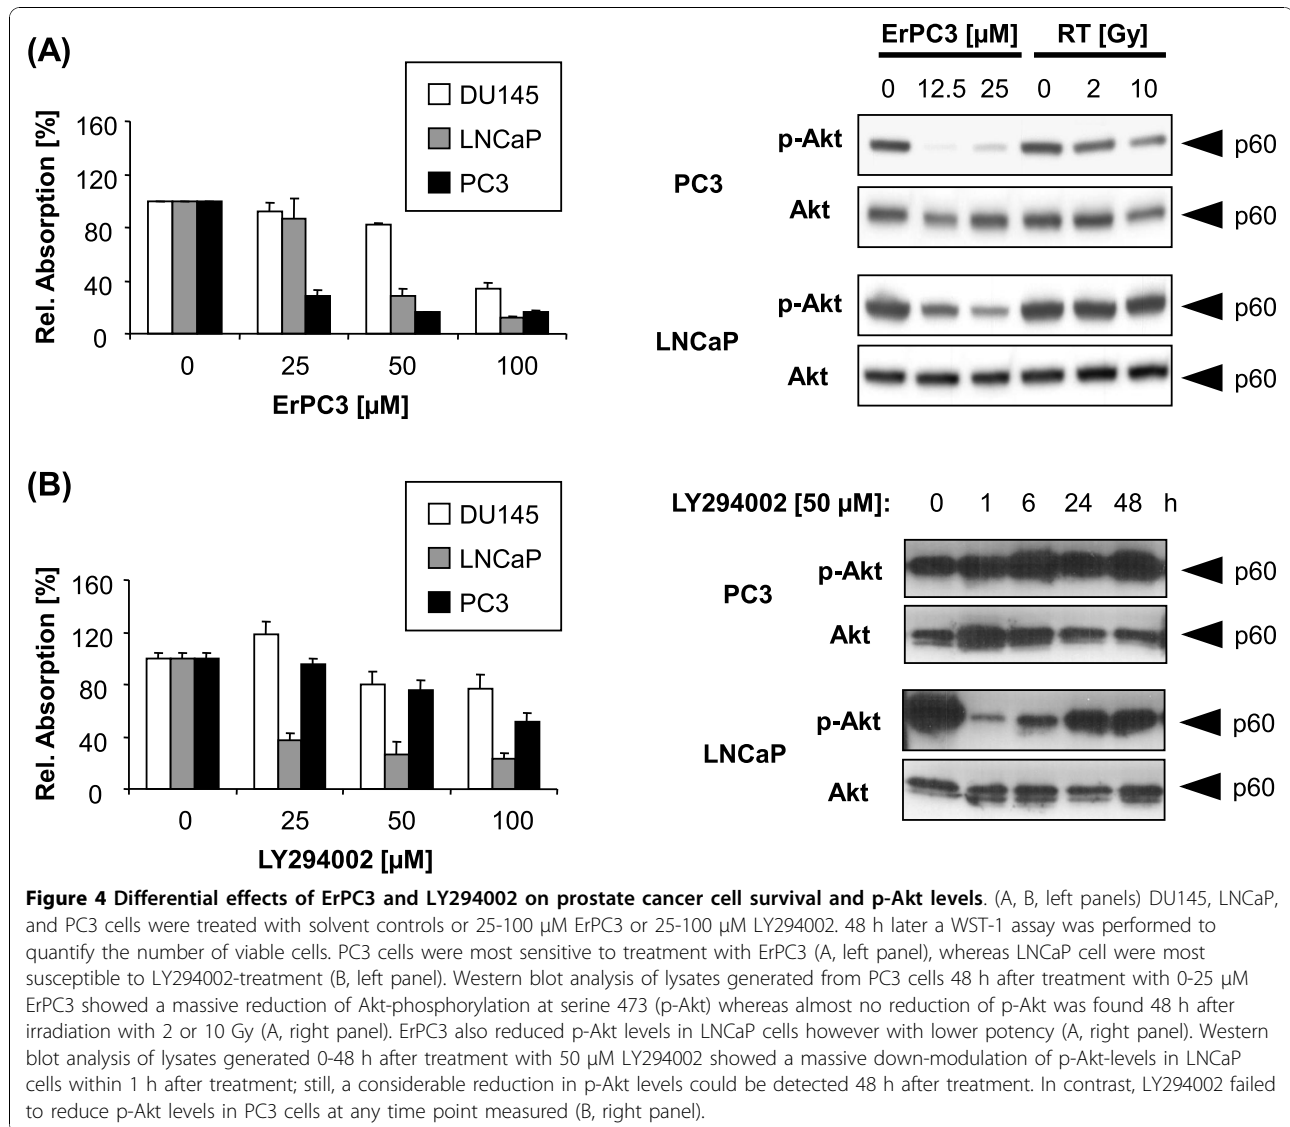 (A)
Rel. Absorption [%]
160
120
80
40
0
0 25 50 100
ErPC3 [µM]
DU145
LNCaP
PC3
ErPC3 [µM] RT [Gy]
0 12.5 25 0 2 10
PC3
p-Akt p60
Akt p60
LNCaP
p-Akt p60
Akt p60
(B)
Rel. Absorption [%]
160
120
80
40
0
0 25 50 100
LY294002 [µM]
DU145
LNCaP
PC3
LY294002 [50 µM]: 0 1 6 24 48 h
PC3
p-Akt p60
Akt p60
LNCaP
p-Akt p60
Akt p60
Figure 4 Differential effects of ErPC3 and LY294002 on prostate cancer cell survival and p-Akt levels. (A, B, left panels) DU145, LNCaP,
and PC3 cells were treated with solvent controls or 25-100 µM ErPC3 or 25-100 µM LY294002. 48 h later a WST-1 assay was performed to
quantify the number of viable cells. PC3 cells were most sensitive to treatment with ErPC3 (A, left panel), whereas LNCaP cell were most
susceptible to LY294002-treatment (B, left panel). Western blot analysis of lysates generated from PC3 cells 48 h after treatment with 0-25 µM
ErPC3 showed a massive reduction of Akt-phosphorylation at serine 473 (p-Akt) whereas almost no reduction of p-Akt was found 48 h after
irradiation with 2 or 10 Gy (A, right panel). ErPC3 also reduced p-Akt levels in LNCaP cells however with lower potency (A, right panel). Western
blot analysis of lysates generated 0-48 h after treatment with 50 µM LY294002 showed a massive down-modulation of p-Akt-levels in LNCaP
cells within 1 h after treatment; still, a considerable reduction in p-Akt levels could be detected 48 h after treatment. In contrast, LY294002 failed
to reduce p-Akt levels in PC3 cells at any time point measured (B, right panel).